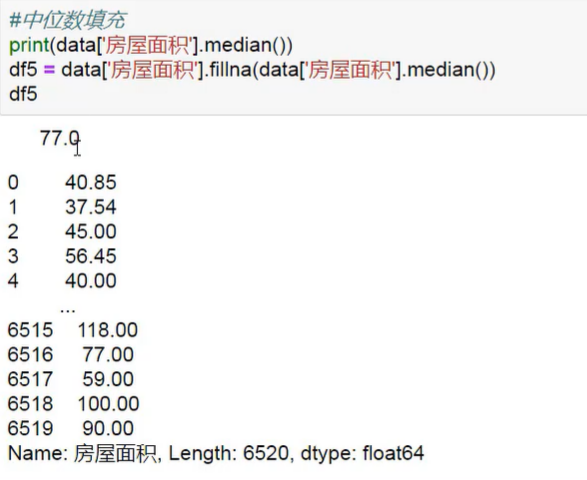 #中位数填充
print(data['房屋面积'].median())
df5 = data['房屋面积'].fillna(data['房屋面积'].median())
df5
77.0
0 40.85
1 37.54
2 45.00
3 56.45
4 40.00
...
6515 118.00
6516 77.00
6517 59.00
6518 100.00
6519 90.00
Name: 房屋面积, Length: 6520, dtype: float64